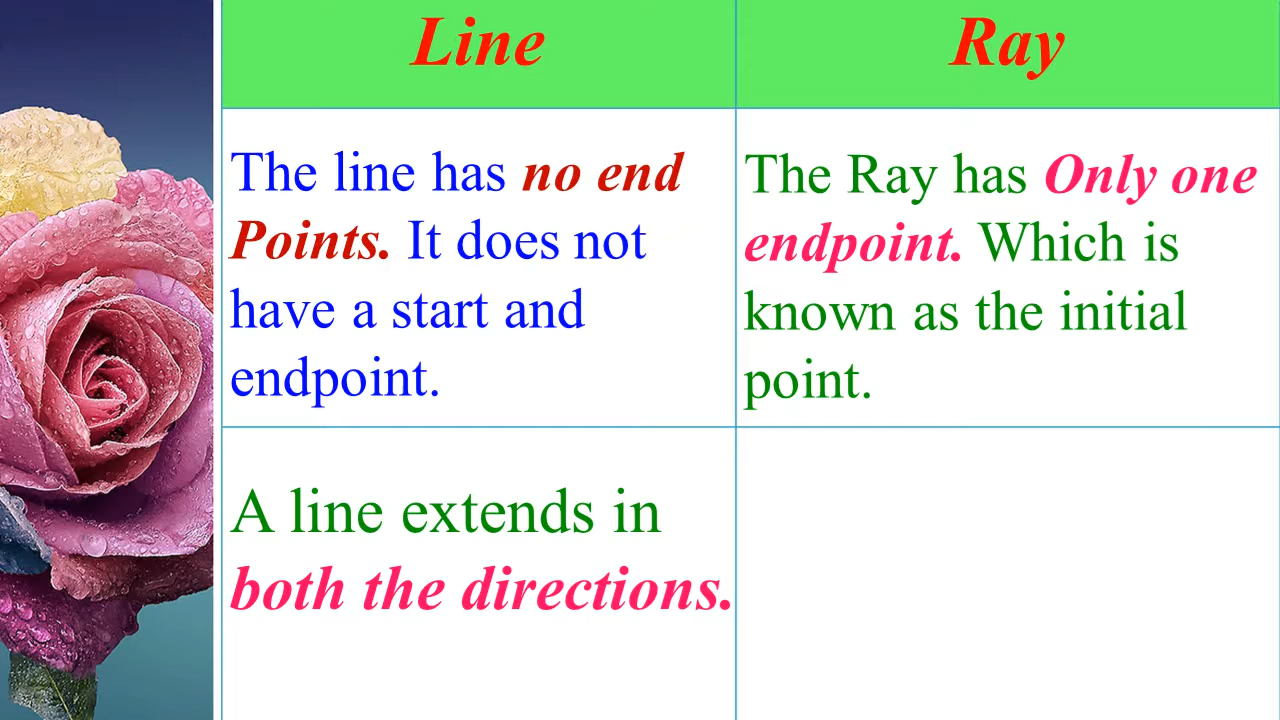 Line
Ray
The line has no end
Points. It does not
have a start and
endpoint.
The Ray has Only one
endpoint. Which is
known as the initial
point.
A line extends in
both the directions.